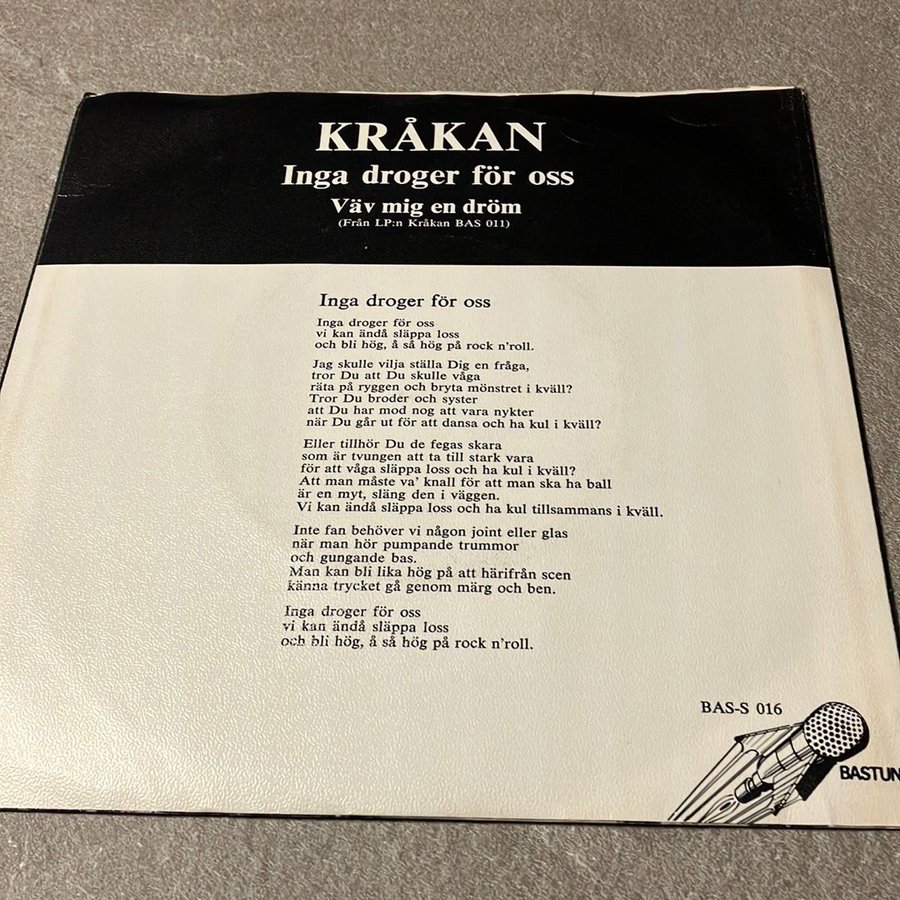 KRÅKAN
Inga droger för oss
Väv mig en dröm
(Från LP:n Kråkan BAS 011)
Inga droger för oss
Inga droger för oss
vi kan ändå släppa loss
och bli hög, å så hög på rock n'roll.
Jag skulle vilja ställa Dig en fråga,
tror Du att Du skulle våga
räta på ryggen och bryta mönstret i kväll?
Tror Du broder och syster
att Du har mod nog att vara nykter
när Du går ut för att dansa och ha kul i kväll?
Eller tillhör Du de fegas skara
som är tvungen att ta till stark vara
för att våga släppa loss och ha kul i kväll?
Att man måste va' knall för att man ska ha ball
är en myt, släng den i väggen.
Vi kan ändå släppa loss och ha kul tillsammans i kväll.
Inte fan behöver vi någon joint eller glas
när man hör pumpande trummor
och gungande bas.
Man kan bli lika hög på att härifrån scen
känna trycket gå genom märg och ben.
Inga droger för oss
vi kan ändå släppa loss
och bli hög, å så hög på rock n'roll.
BAS-S 016
BASTUN